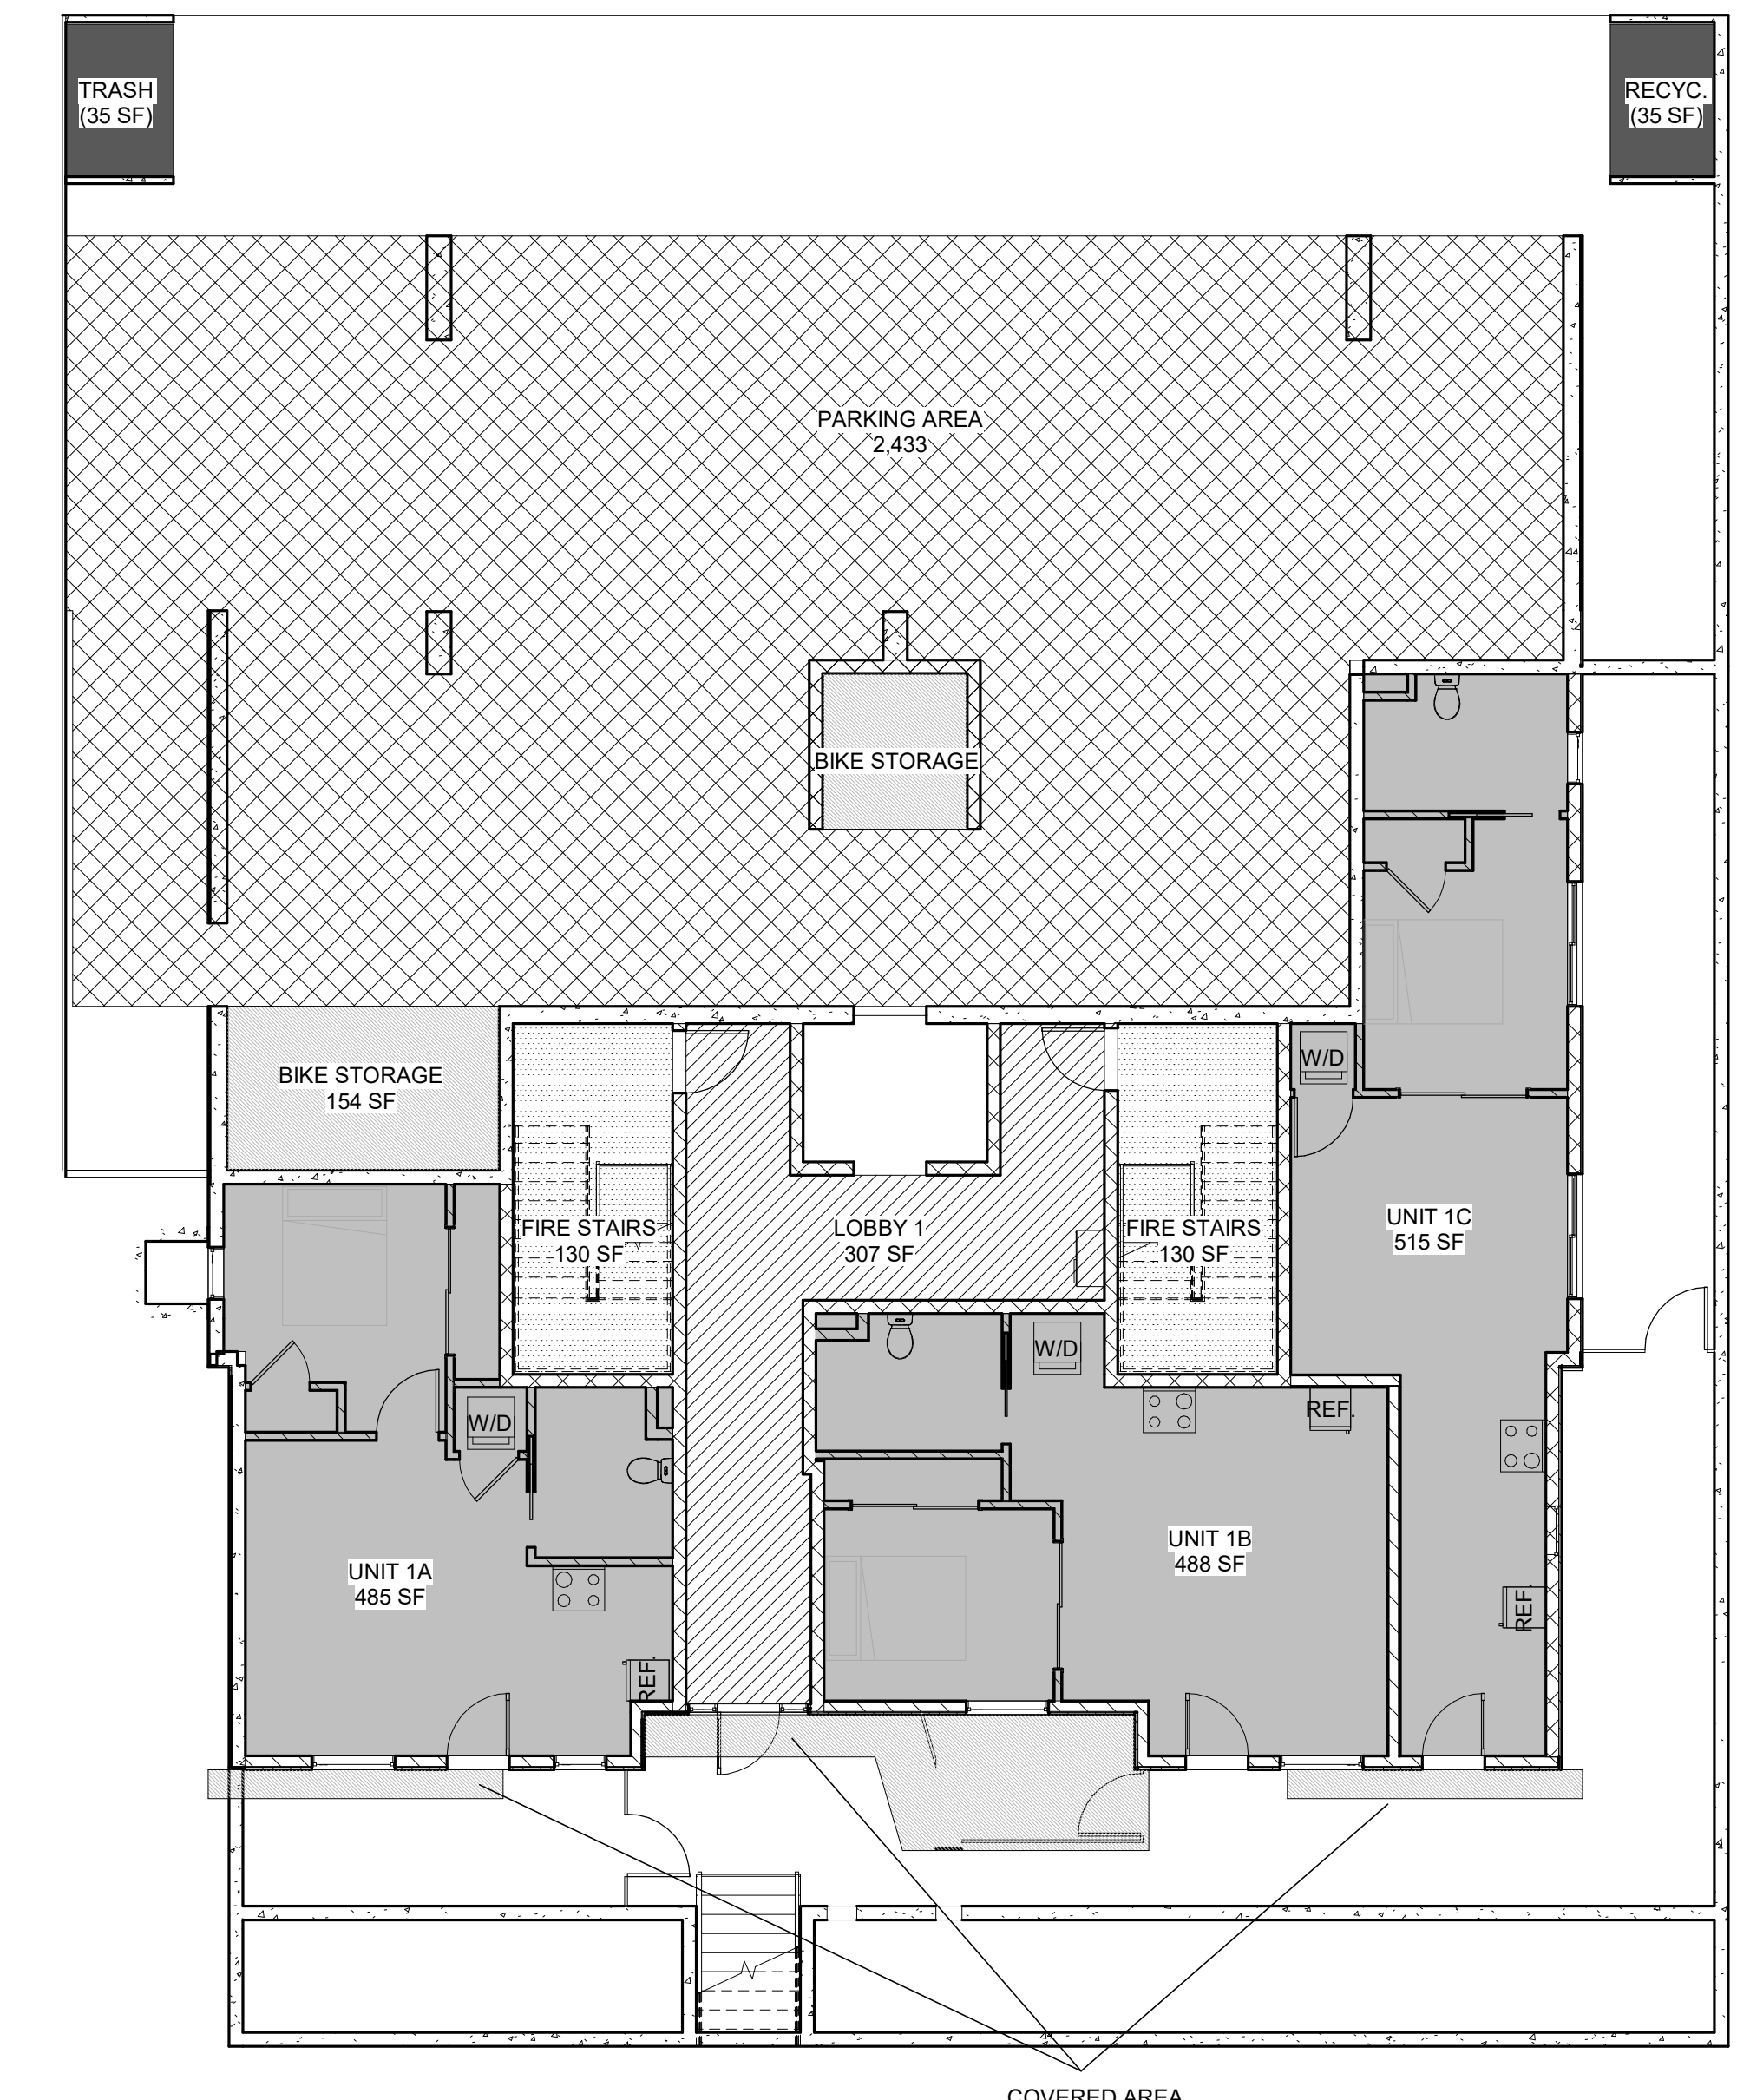 TRASH
(35 SF)
RECYC.
(35 SF)
PARKING AREA
2,433
BIKE STORAGE
BIKE STORAGE
154 SF
W/D
FIRE STAIRS
130 SF
LOBBY 1
307 SF
FIRE STAIRS
130 SF
UNIT 1C
515 SF
W/D
W/D
REF.
UNIT 1A
485 SF
UNIT 1B
488 SF
REF.
REF.
COVERED AREA